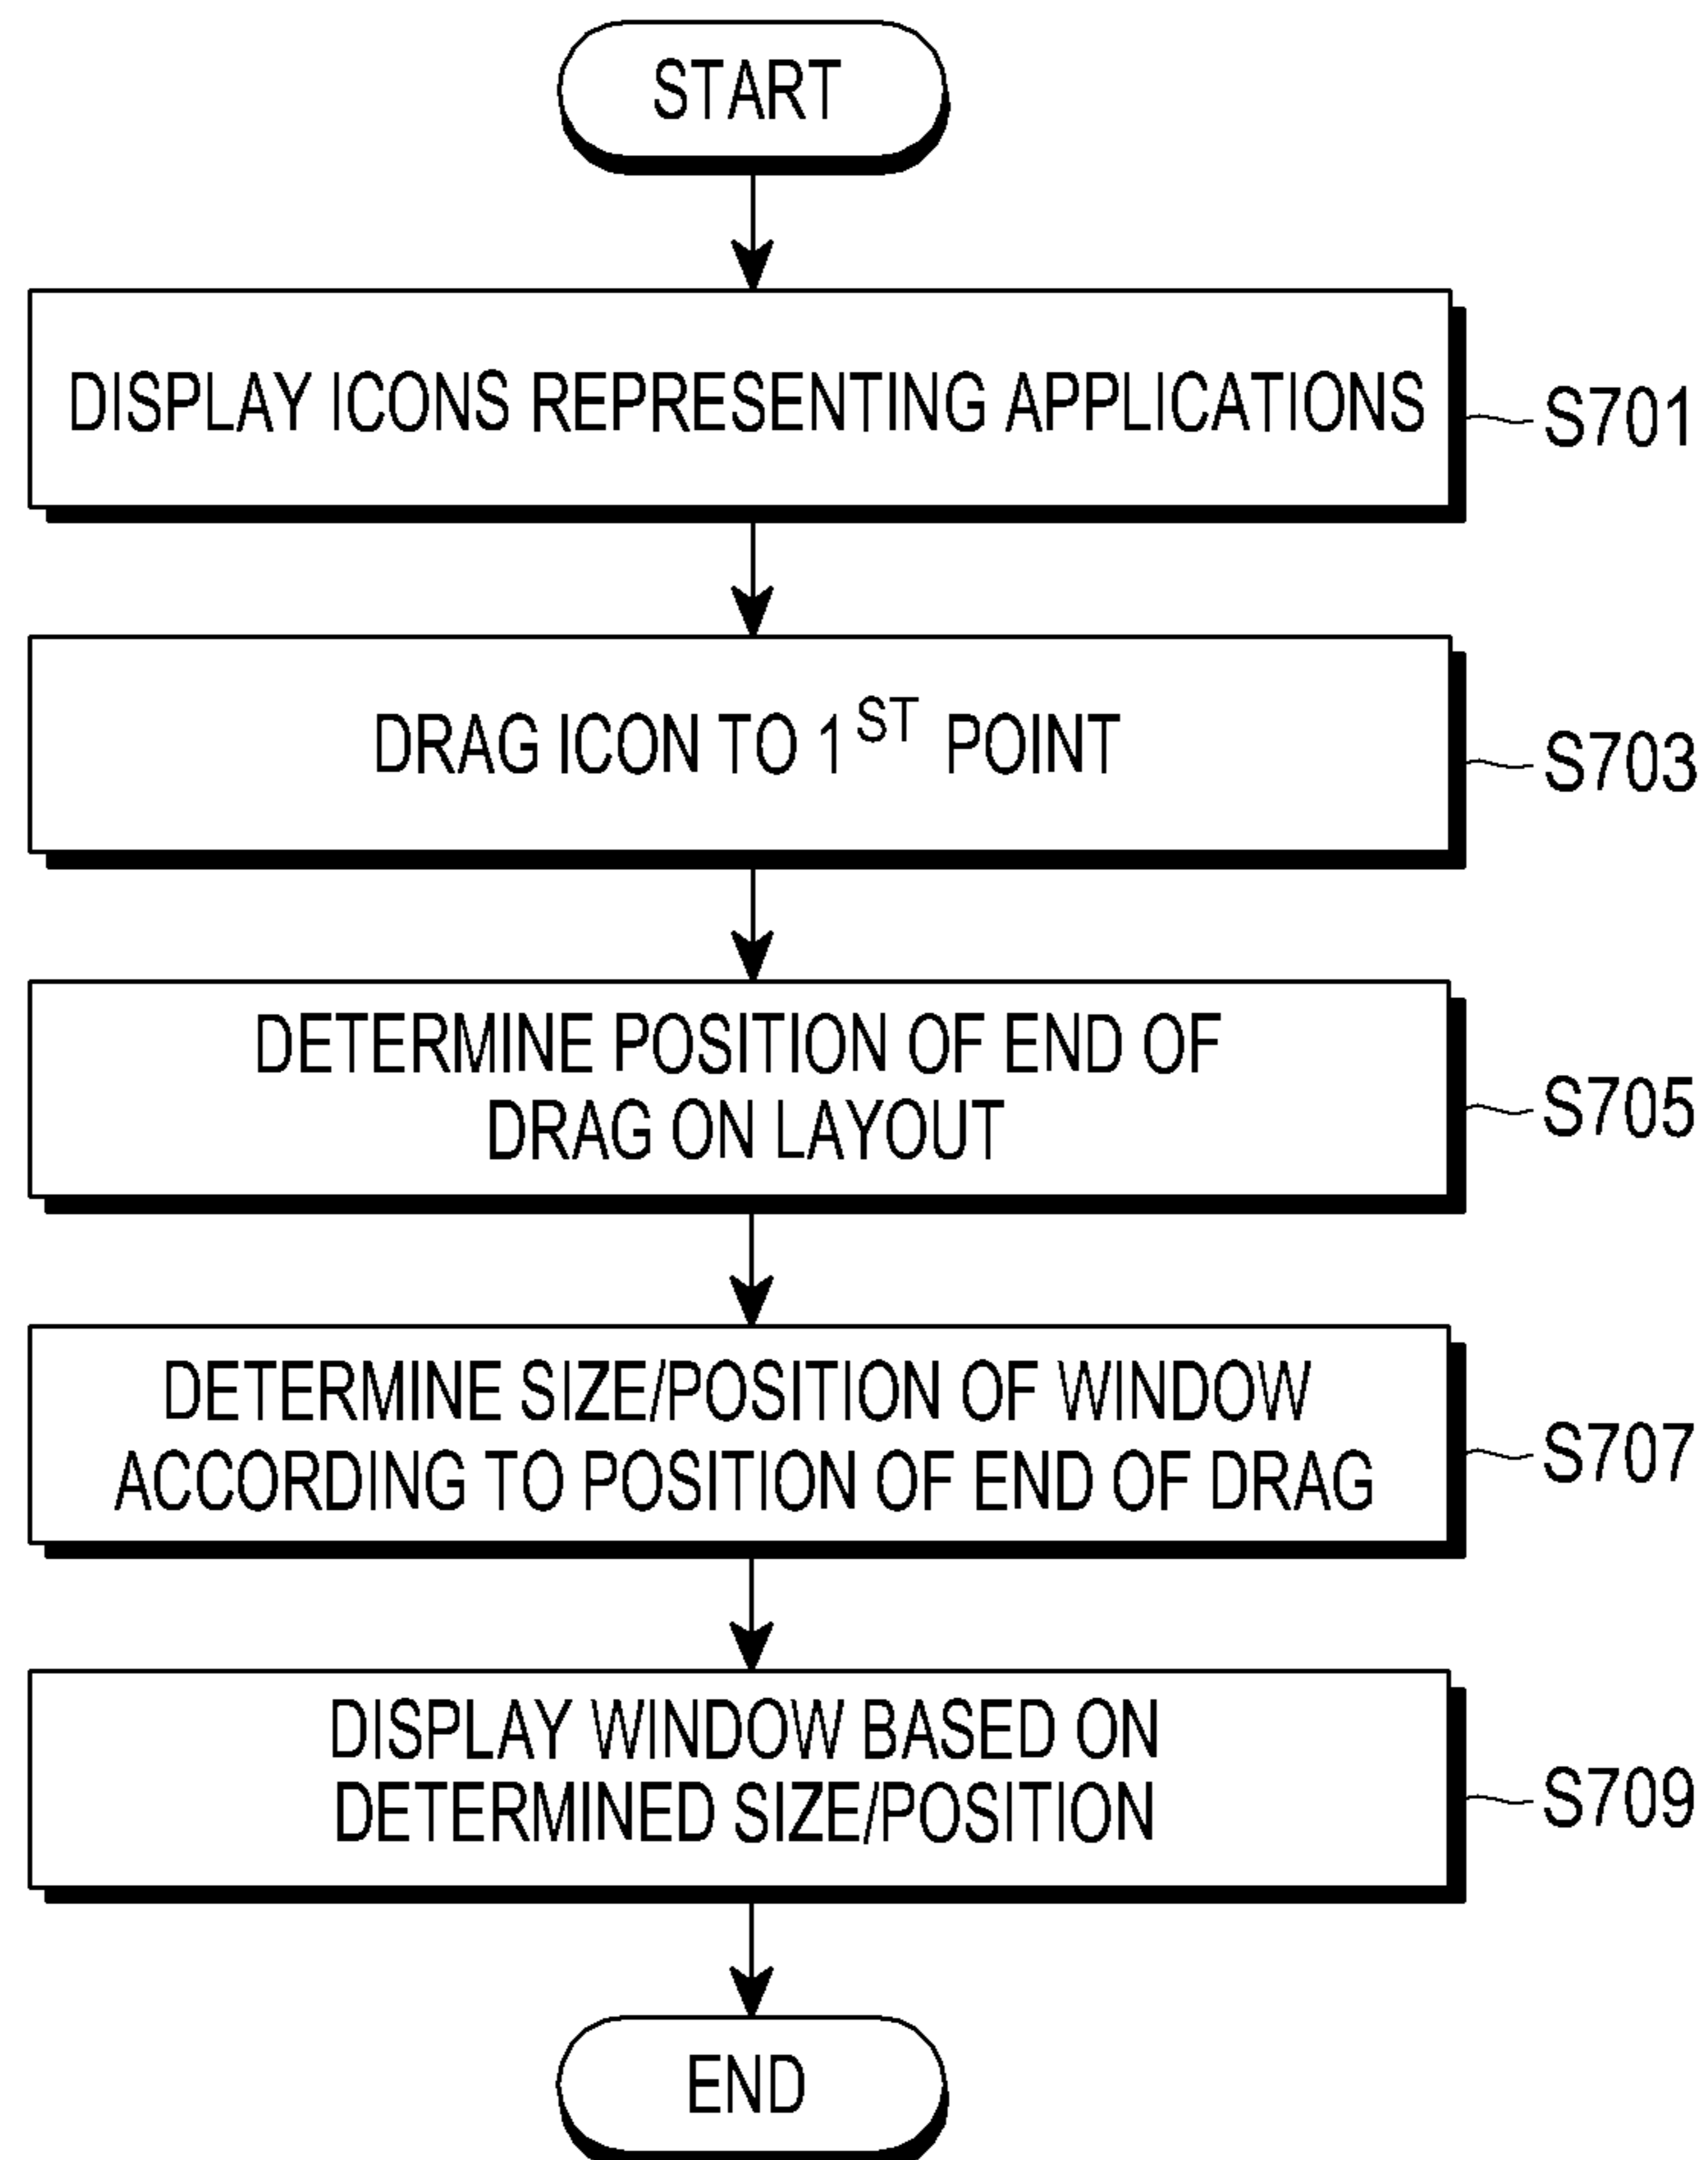 START
DISPLAY ICONS REPRESENTING APPLICATIONS
S701
DRAG ICON TO 1ST POINT
S703
DETERMINE POSITION OF END OF
DRAG ON LAYOUT
S705
DETERMINE SIZE/POSITION OF WINDOW
ACCORDING TO POSITION OF END OF DRAG
S707
DISPLAY WINDOW BASED ON
DETERMINED SIZE/POSITION
S709
END